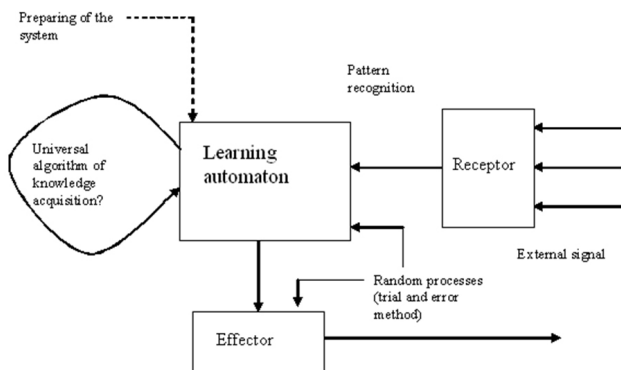 Preparing of the
system
Pattern
recognition
Universal
algorithm of
knowledge
acquisition?
Learning
automaton
Receptor
External signal
Random processes
(trial and error
method)
Effector